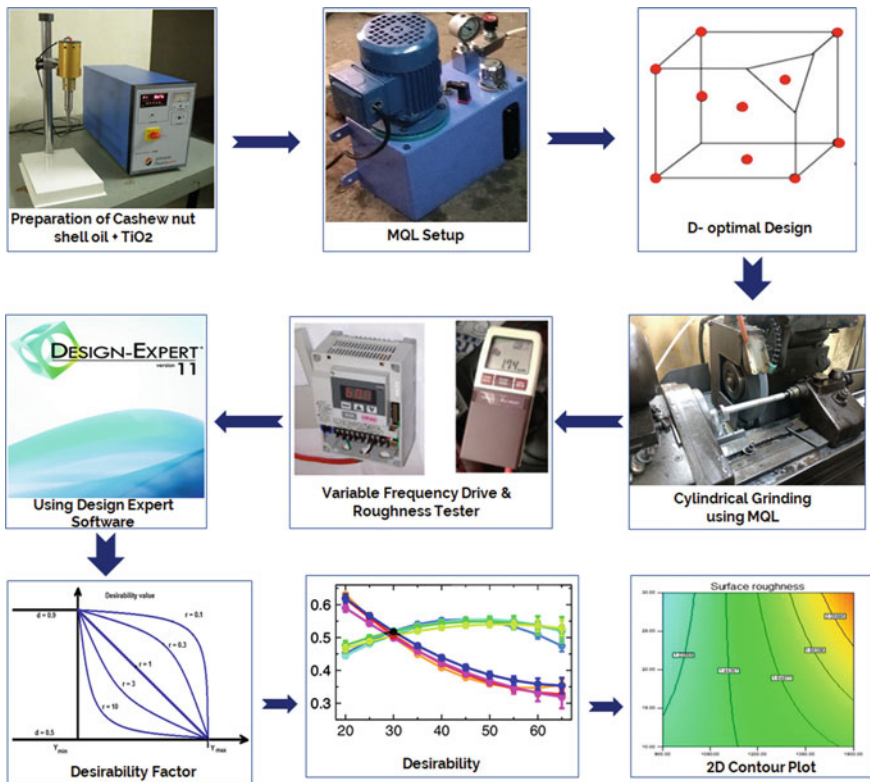 Preparation of Cashew nut
shell oil + TiO2
MQL Setup
D- optimal Design
DESIGN-EXPERT
version
11
Using Design Expert
Software
Variable Frequency Drive &
Roughness Tester
Cylindrical Grinding
using MQL
Desirability value
d = 0.9
r = 0.1
r = 0.3
r = 1
r = 3
r = 10
d = 0.5
Y min
Y max
Desirability Factor
0.6
0.5
0.4
0.3
20 30 40 50 60
Desirability
Surface roughness
2D Contour Plot